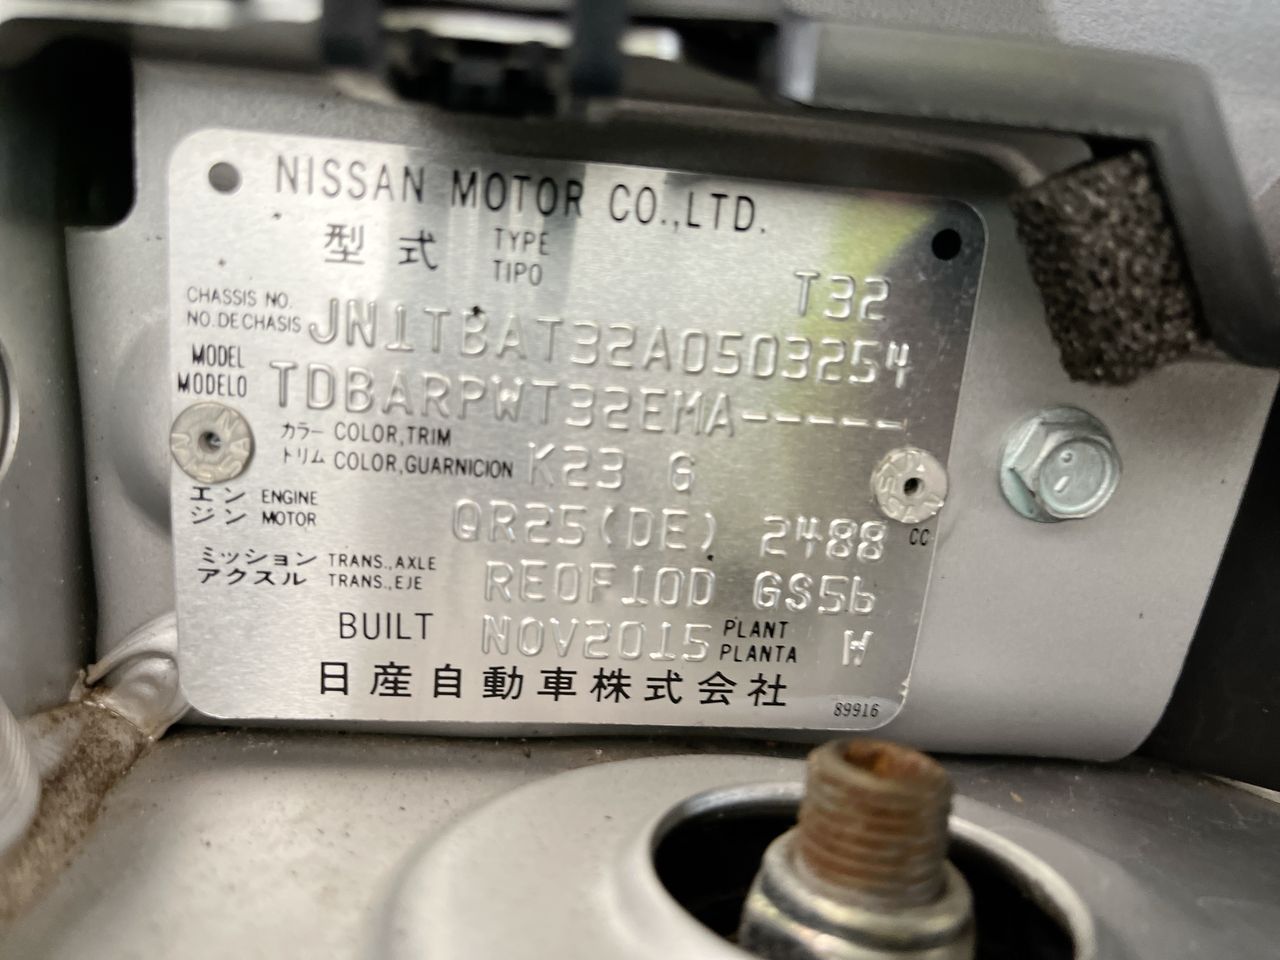 NISSAN MOTOR CO.,LTD.
型式 TYPE TIPO T32
CHASSIS NO. NO.DE CHASIS JN1TBAT32A0503254
MODEL MODELO TDBARPWT32EMA-----
カラー COLOR,TRIM
トリム COLOR,GUARNICION K23 G
エンジン ENGINE MOTOR QR25(DE) 2488 CC
ミッション TRANS.,AXLE
アクスル TRANS.,EJE RE0F10D GS56
BUILT NOV2015 PLANT PLANTA W
日産自動車株式会社 89916